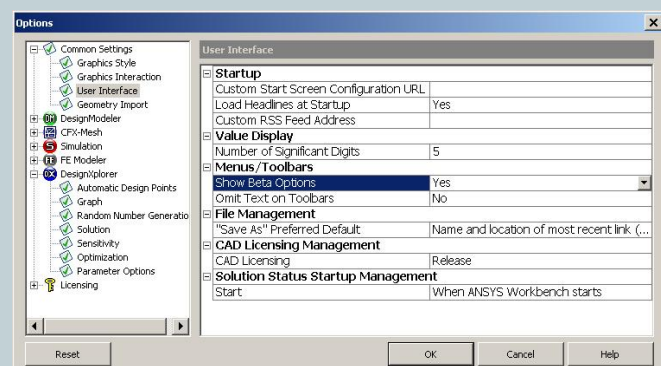 Options
Common Settings
Graphics Style
Graphics Interaction
User Interface
Geometry Import
DM DesignModeler
CFX-Mesh
S Simulation
FE FE Modeler
DX DesignXplorer
Automatic Design Points
Graph
Random Number Generatio
Solution
Sensitivity
Optimization
Parameter Options
Licensing
User Interface
Startup
Custom Start Screen Configuration URL
Load Headlines at Startup Yes
Custom RSS Feed Address
Value Display
Number of Significant Digits 5
Menus/Toolbars
Show Beta Options Yes
Omit Text on Toolbars No
File Management
"Save As" Preferred Default Name and location of most recent link (...
CAD Licensing Management
CAD Licensing Release
Solution Status Startup Management
Start When ANSYS Workbench starts
Reset OK Cancel Help